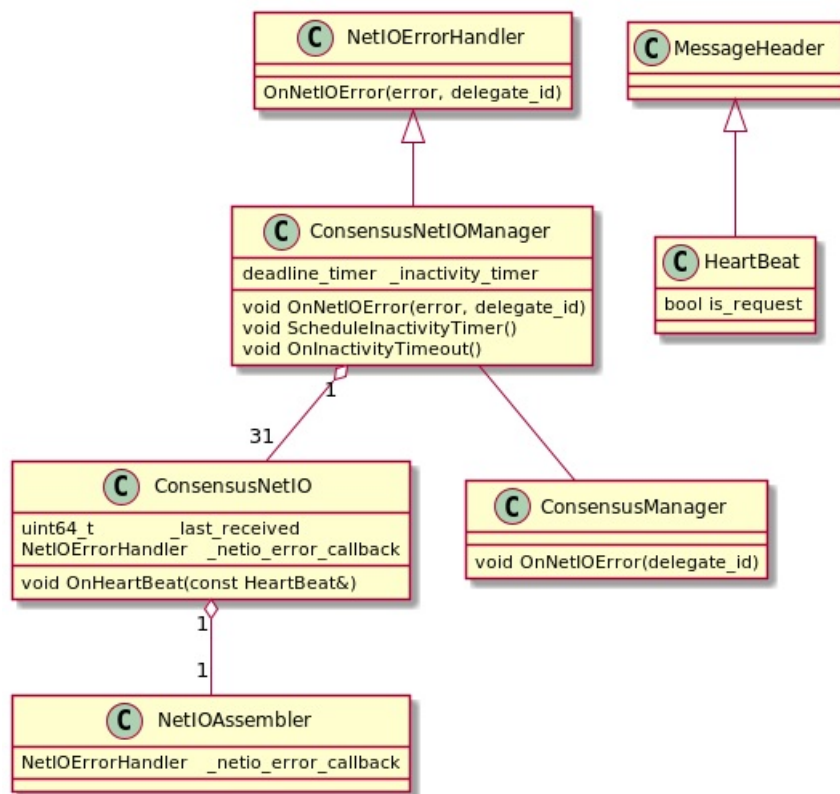 C NetIOErrorHandler
OnNetIOError(error, delegate_id)
C MessageHeader
C ConsensusNetIOManager
deadline_timer _inactivity_timer
void OnNetIOError(error, delegate_id)
void ScheduleInactivityTimer()
void OnInactivityTimeout()
C HeartBeat
bool is_request
1
31
C ConsensusNetIO
uint64_t _last_received
NetIOErrorHandler _netio_error_callback
void OnHeartBeat(const HeartBeat&)
C ConsensusManager
void OnNetIOError(delegate_id)
1
1
C NetIOAssembler
NetIOErrorHandler _netio_error_callback